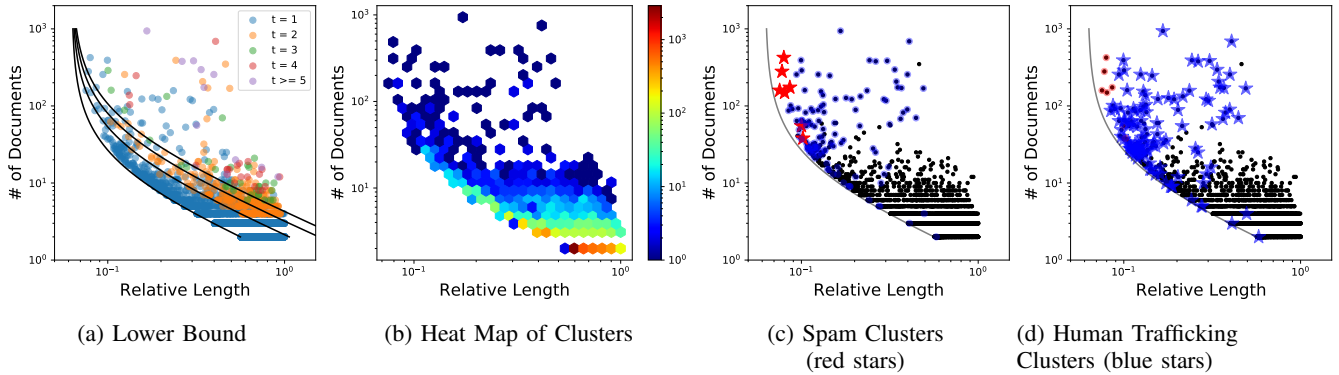 10³
10²
10¹
10⁰
# of Documents
t = 1
t = 2
t = 3
t = 4
t >= 5
10⁻¹
10⁰
Relative Length
(a) Lower Bound
10³
10²
10¹
# of Documents
10⁻¹
10⁰
Relative Length
10³
10²
10¹
10⁰
(b) Heat Map of Clusters
10³
10²
10¹
10⁰
# of Documents
10⁻¹
10⁰
Relative Length
(c) Spam Clusters
(red stars)
10³
10²
10¹
10⁰
# of Documents
10⁻¹
10⁰
Relative Length
(d) Human Trafficking
Clusters (blue stars)